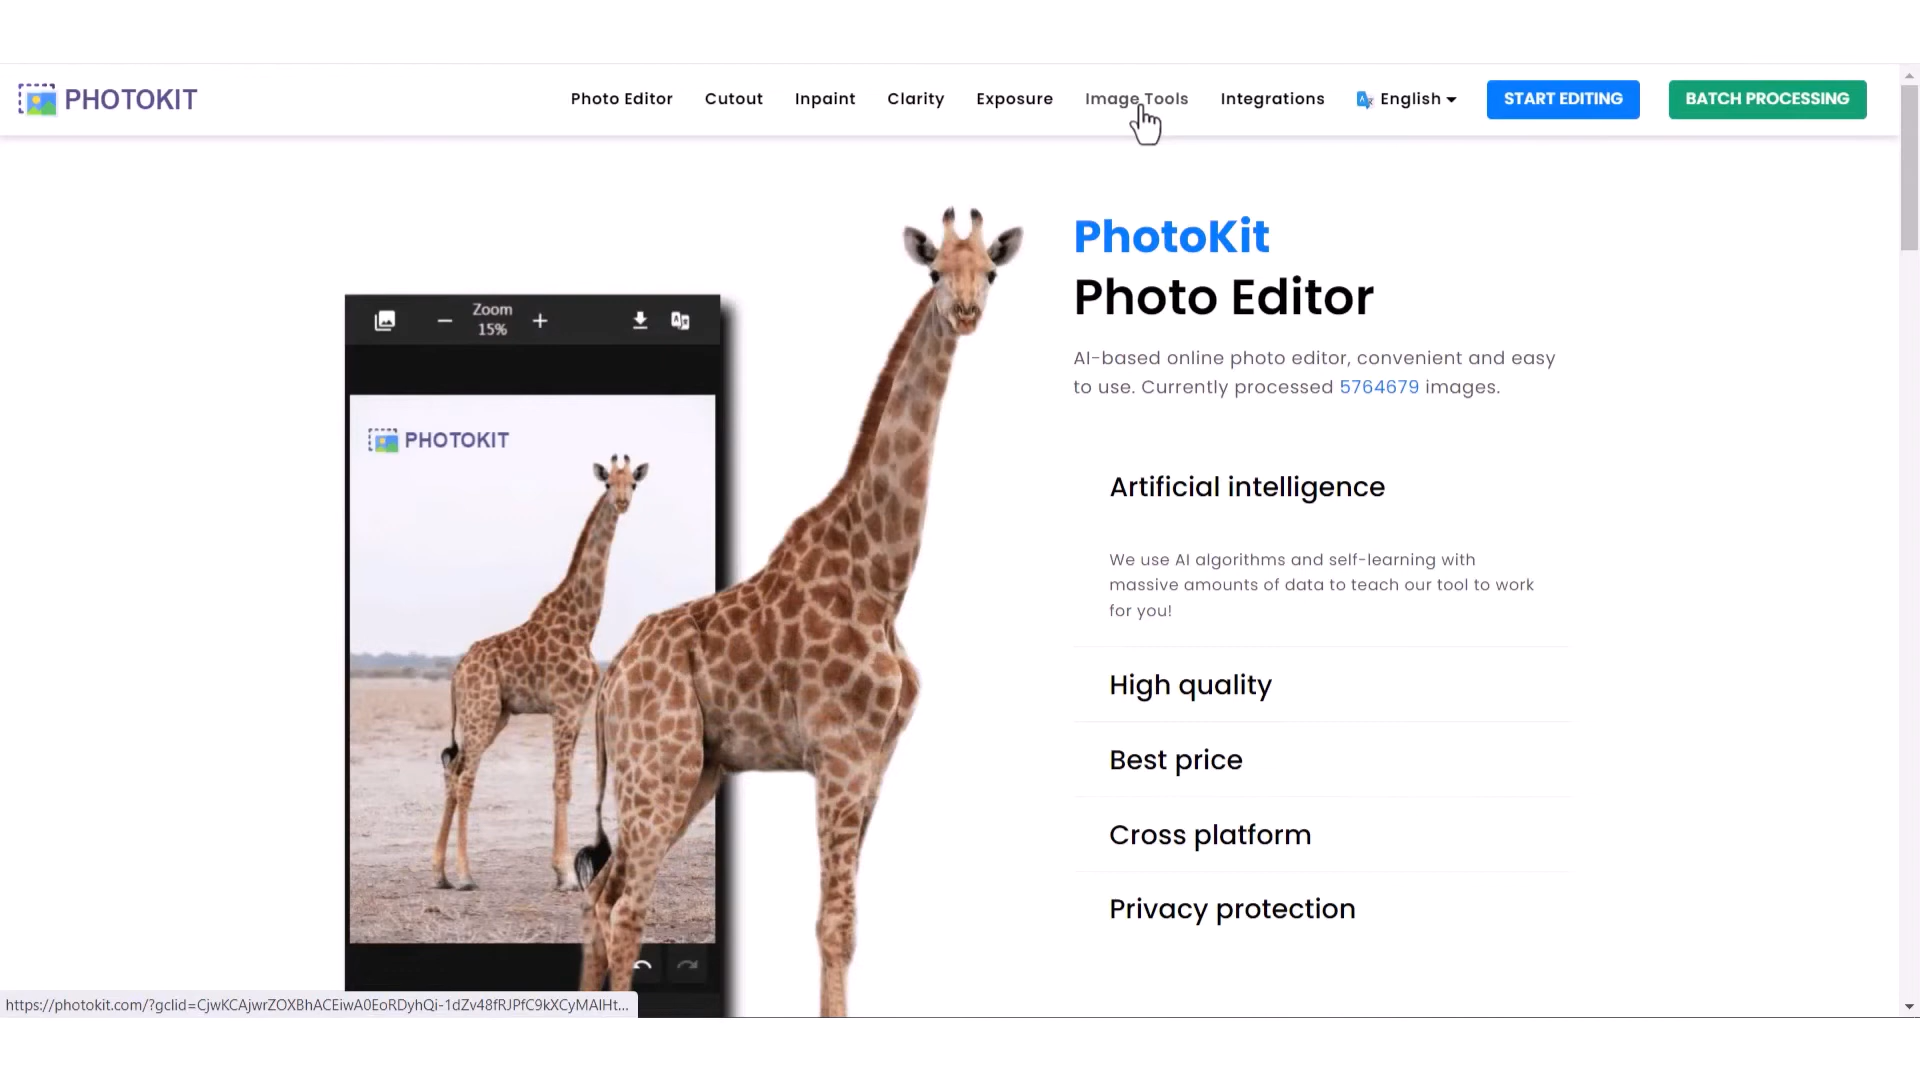 PHOTOKIT
Photo Editor Cutout Inpaint Clarity Exposure Image Tools Integrations English START EDITING BATCH PROCESSING
Zoom
15%
PHOTOKIT
PhotoKit
Photo Editor
AI-based online photo editor, convenient and easy
to use. Currently processed 5764679 images.
Artificial intelligence
We use AI algorithms and self-learning with
massive amounts of data to teach our tool to work
for you!
High quality
Best price
Cross platform
Privacy protection
https://photokit.com/?gclid=CjwKCAjwrZOXBhACEiwA0EoRDyhQi-1dZv48fRJPfC9kXCyMAIHt...